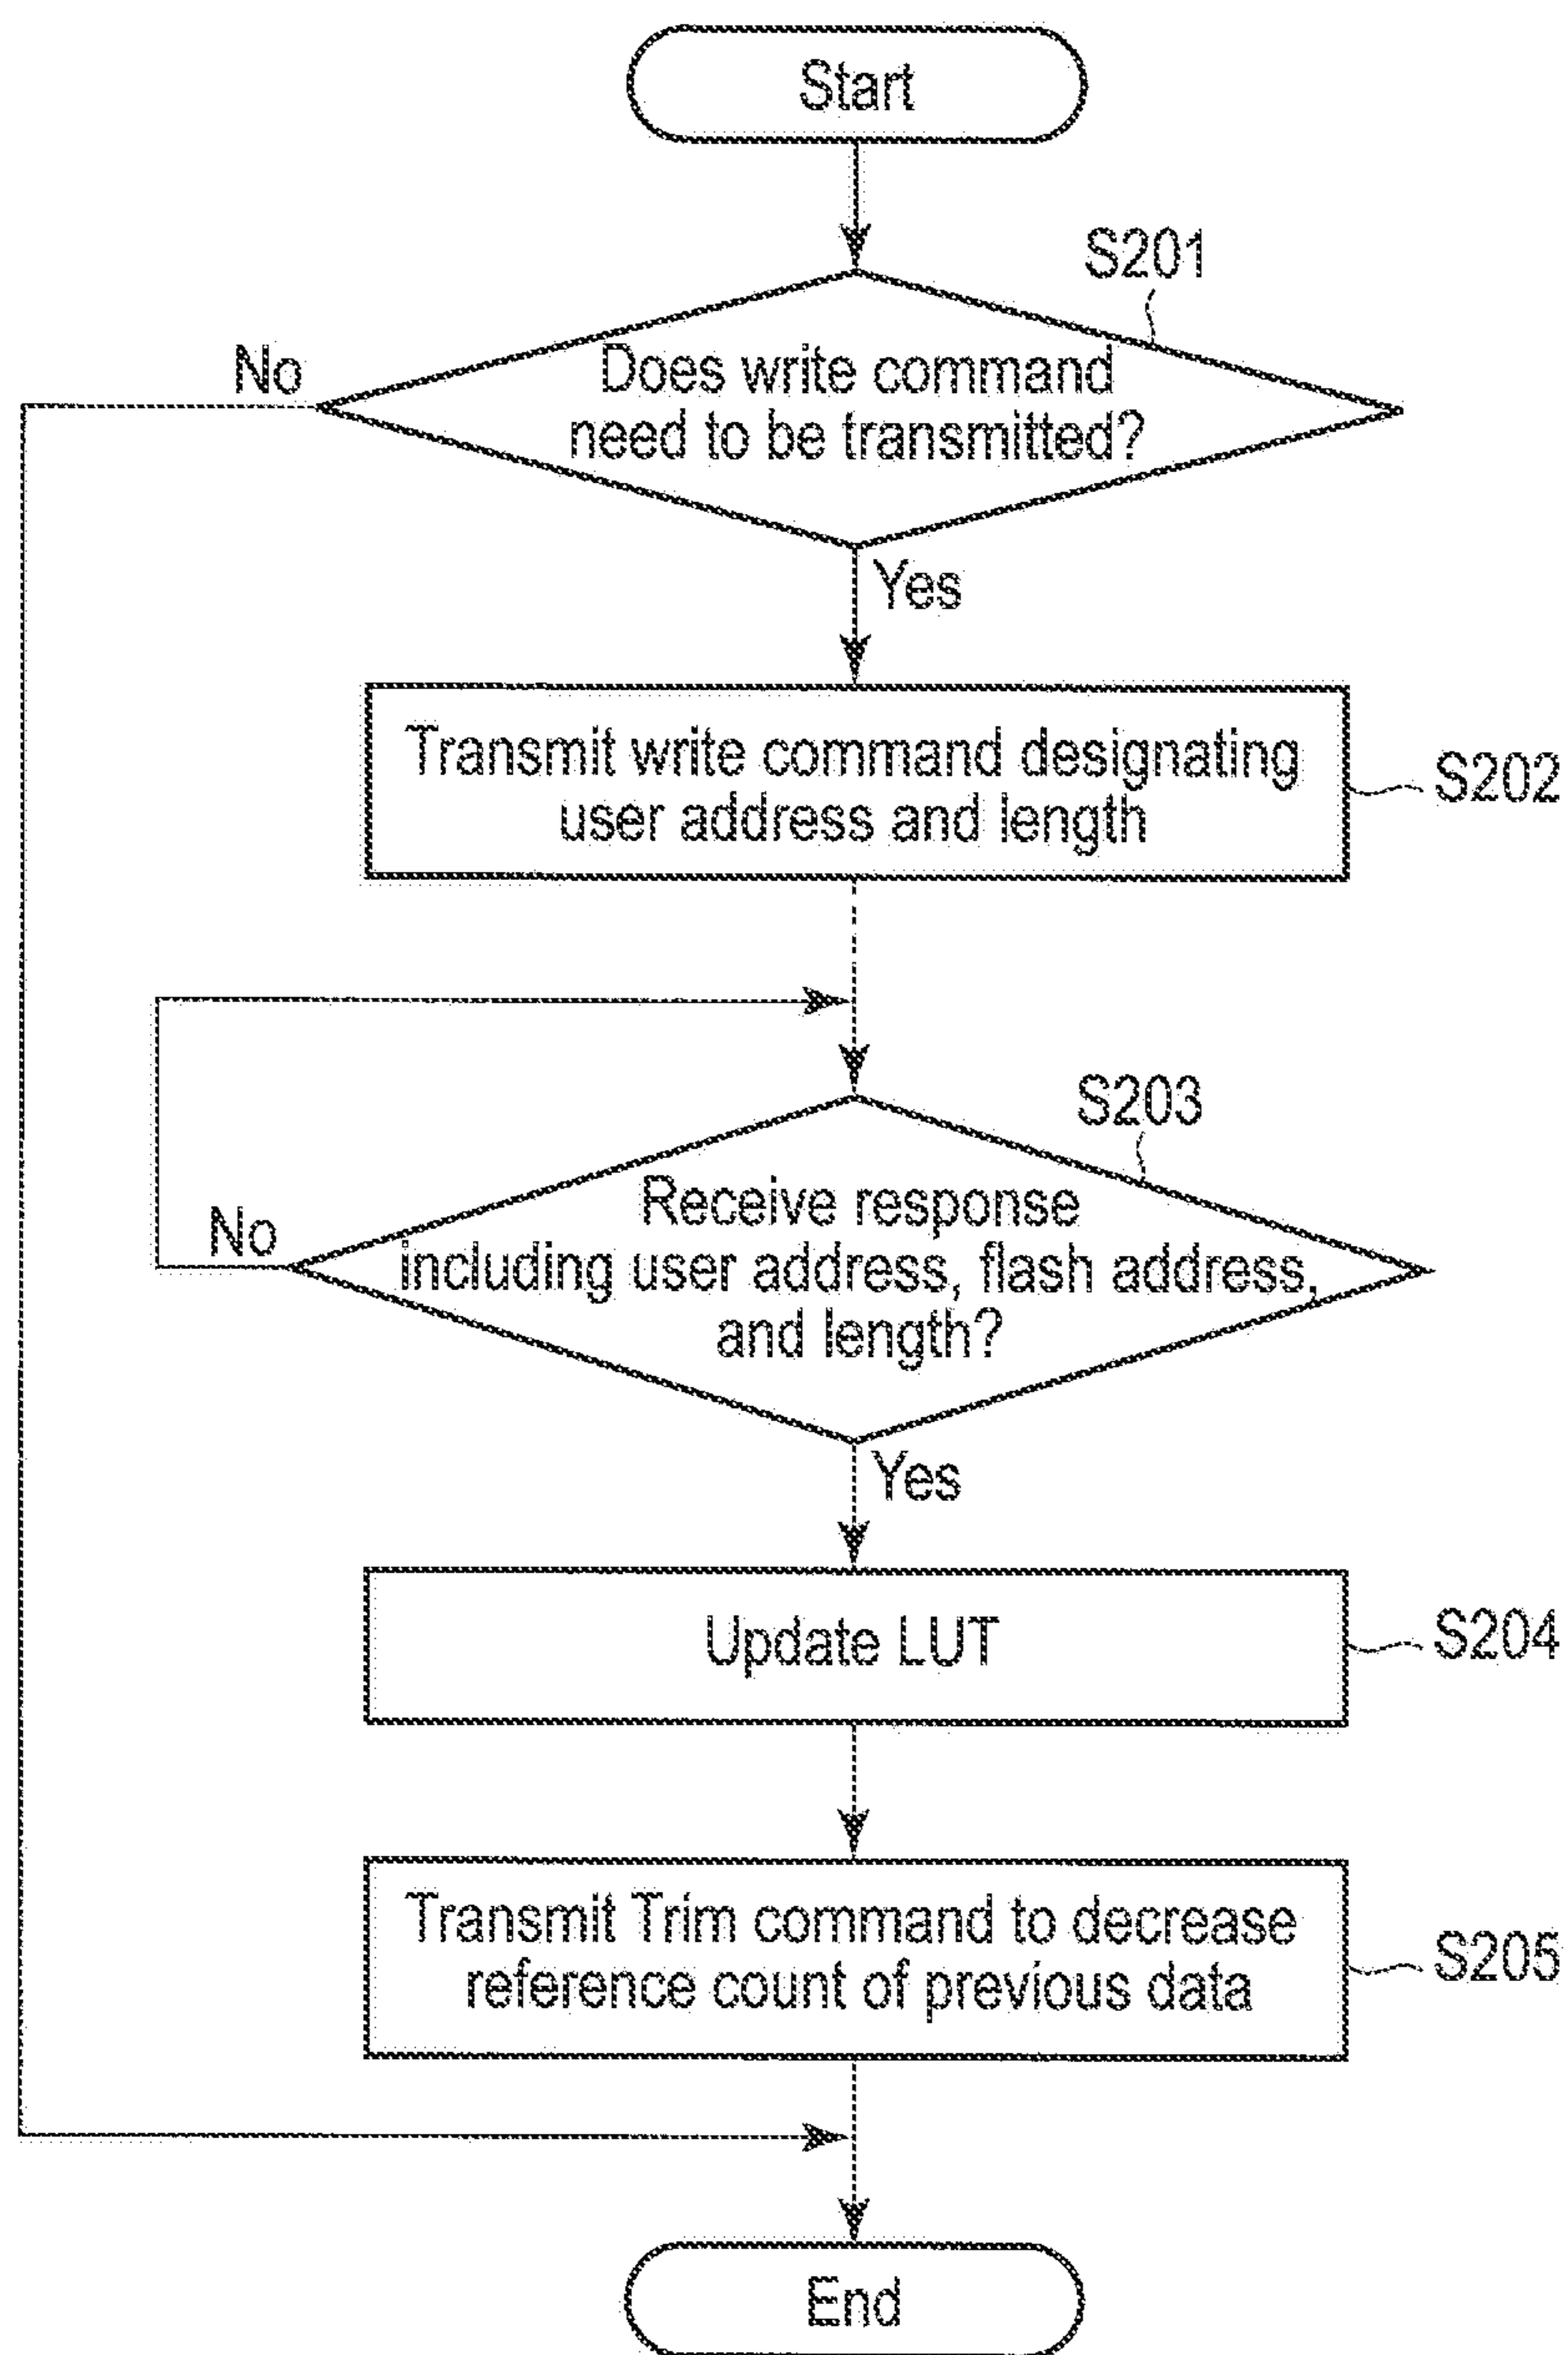 Start
S201
No
Does write command
need to be transmitted?
Yes
Transmit write command designating
user address and length
S202
S203
No
Receive response
including user address, flash address,
and length?
Yes
Update LUT
S204
Transmit Trim command to decrease
reference count of previous data
S205
End